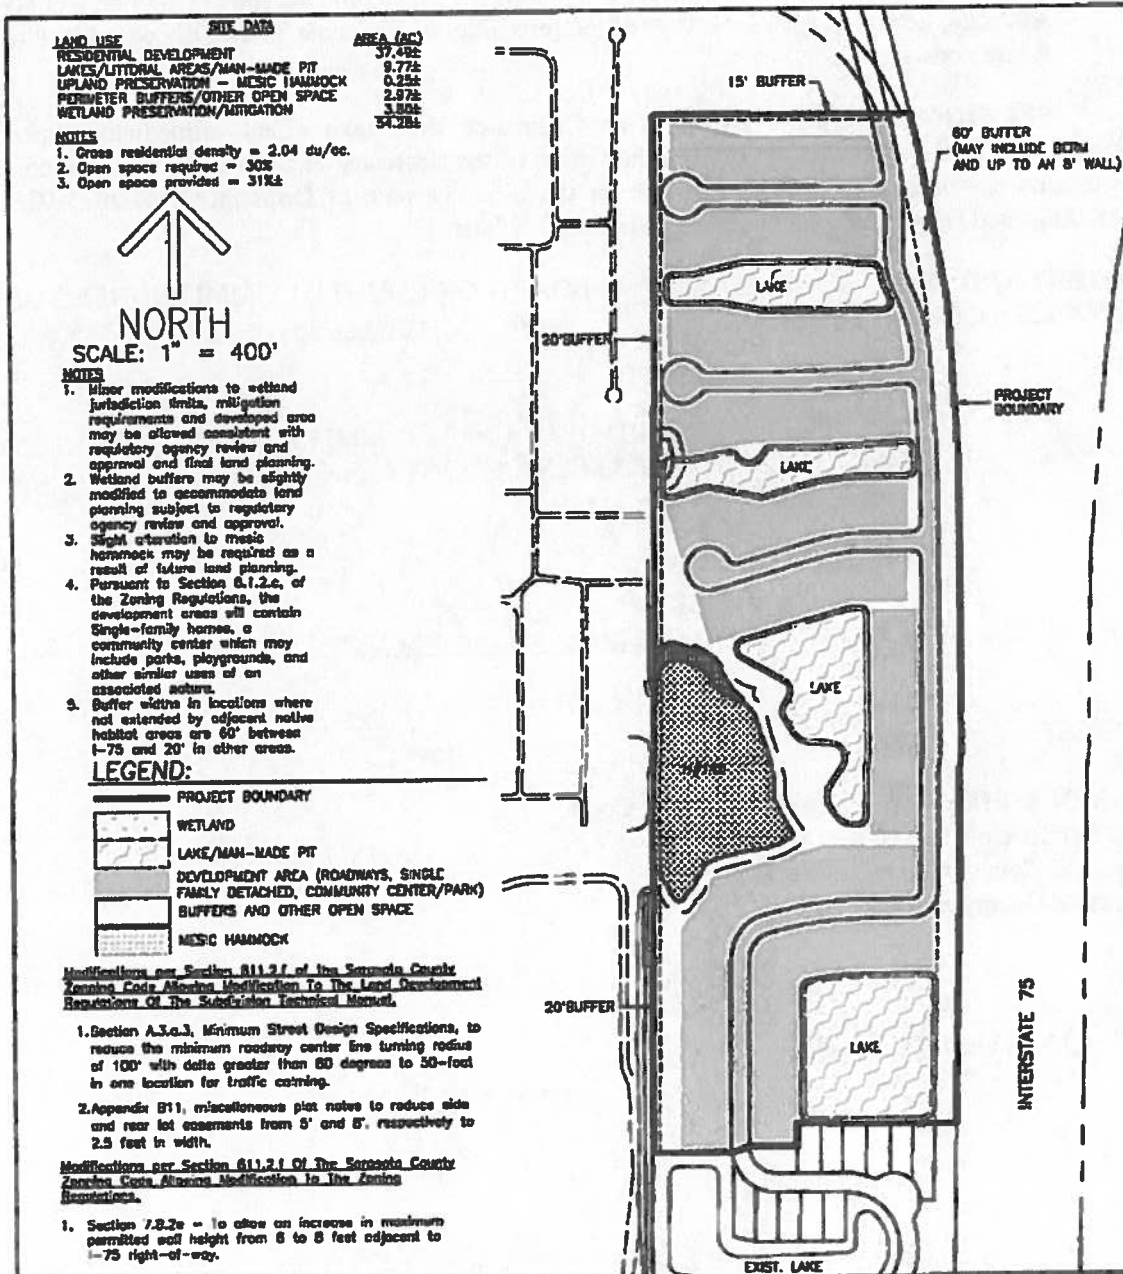 SITE DATA
LAND USE AREA (AC)
RESIDENTIAL DEVELOPMENT 37.49±
LAKES/LITTORAL AREAS/MAN-MADE PIT 9.77±
UPLAND PRESERVATION - MESIC HAMMOCK 0.25±
PERIMETER BUFFERS/OTHER OPEN SPACE 2.97±
WETLAND PRESERVATION/MITIGATION 3.80±
54.28±
NOTES
1. Gross residential density = 2.04 du/ac.
2. Open space required = 30%
3. Open space provided = 31%±
NORTH
SCALE: 1" = 400'
NOTES
1. Minor modifications to wetland
jurisdiction limits, mitigation
requirements and developed area
may be allowed consistent with
regulatory agency review and
approval and final land planning.
2. Wetland buffers may be slightly
modified to accommodate land
planning subject to regulatory
agency review and approval.
3. Slight alteration to mesic
hammock may be required as a
result of future land planning.
4. Pursuant to Section 6.1.2.c, of
the Zoning Regulations, the
development areas will contain
Single-family homes, a
community center which may
include parks, playgrounds, and
other similar uses of an
associated nature.
5. Buffer widths in locations where
not extended by adjacent native
habitat areas are 60' between
I-75 and 20' in other areas.
LEGEND:
PROJECT BOUNDARY
WETLAND
LAKE/MAN-MADE PIT
DEVELOPMENT AREA (ROADWAYS, SINGLE
FAMILY DETACHED, COMMUNITY CENTER/PARK)
BUFFERS AND OTHER OPEN SPACE
MESIC HAMMOCK
Modifications per Section 611.2.f. of the Sarasota County
Zoning Code Allowing Modification To The Land Development
Regulations Of The Subdivision Technical Manual.
1. Section A.3.a.3, Minimum Street Design Specifications, to
reduce the minimum roadway center line turning radius
of 100' with delta greater than 60 degrees to 50-foot
in one location for traffic calming.
2. Appendix B11, miscellaneous plat notes to reduce side
and rear lot easements from 5' and 8', respectively to
2.5 feet in width.
Modifications per Section 611.2.f Of The Sarasota County
Zoning Code Allowing Modification To The Zoning
Regulations.
1. Section 7.8.2e - To allow an increase in maximum
permitted wall height from 6 to 8 feet adjacent to
I-75 right-of-way.
15' BUFFER
60' BUFFER
(MAY INCLUDE BERM
AND UP TO AN 8' WALL)
LAKE
20'BUFFER
PROJECT
BOUNDARY
LAKE
LAKE
20'BUFFER
LAKE
INTERSTATE 75
EXIST. LAKE